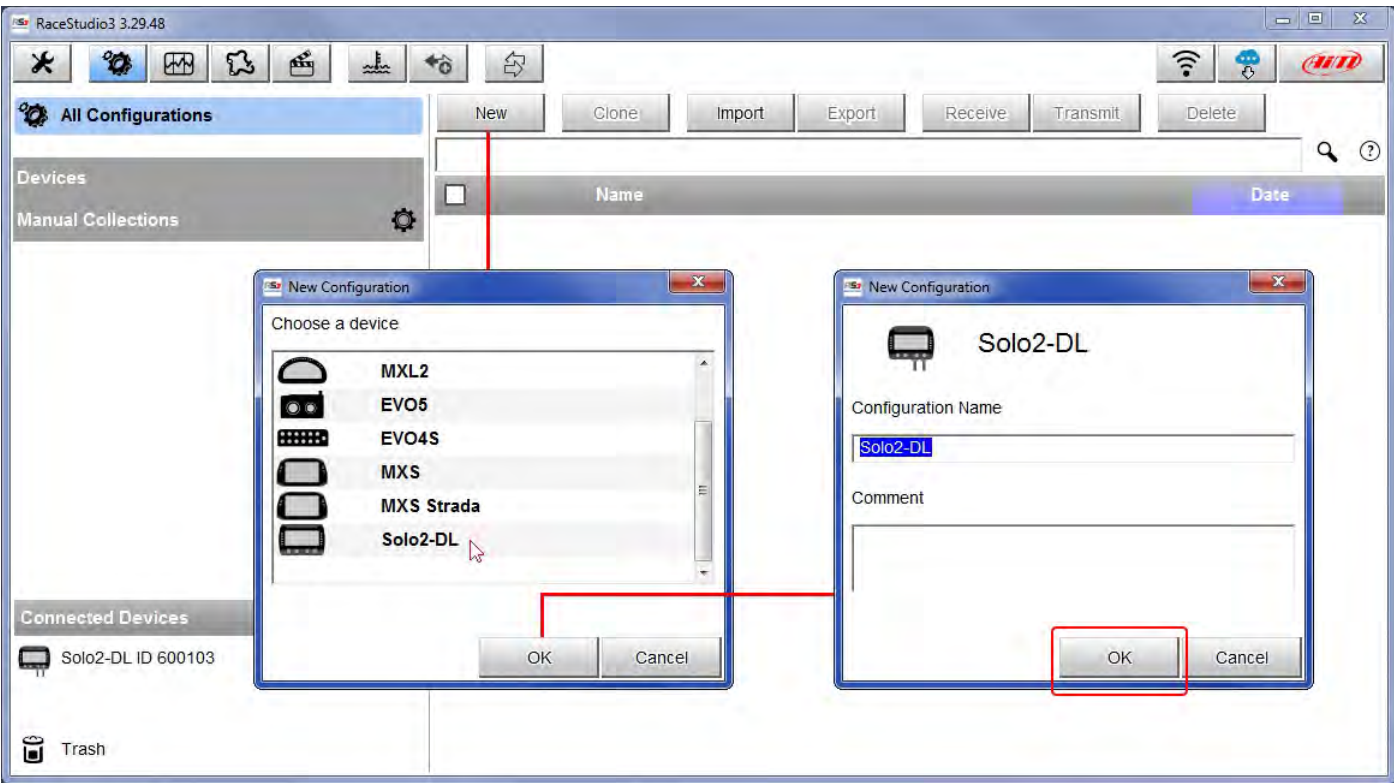 RaceStudio3 3.29.48
AiM
All Configurations
New Clone Import Export Receive Transmit Delete
Devices
Name Date
Manual Collections
New Configuration
Choose a device
MXL2
EVO5
EVO4S
MXS
MXS Strada
Solo2-DL
OK Cancel
New Configuration
Solo2-DL
Configuration Name
Solo2-DL
Comment
OK Cancel
Connected Devices
Solo2-DL ID 600103
Trash